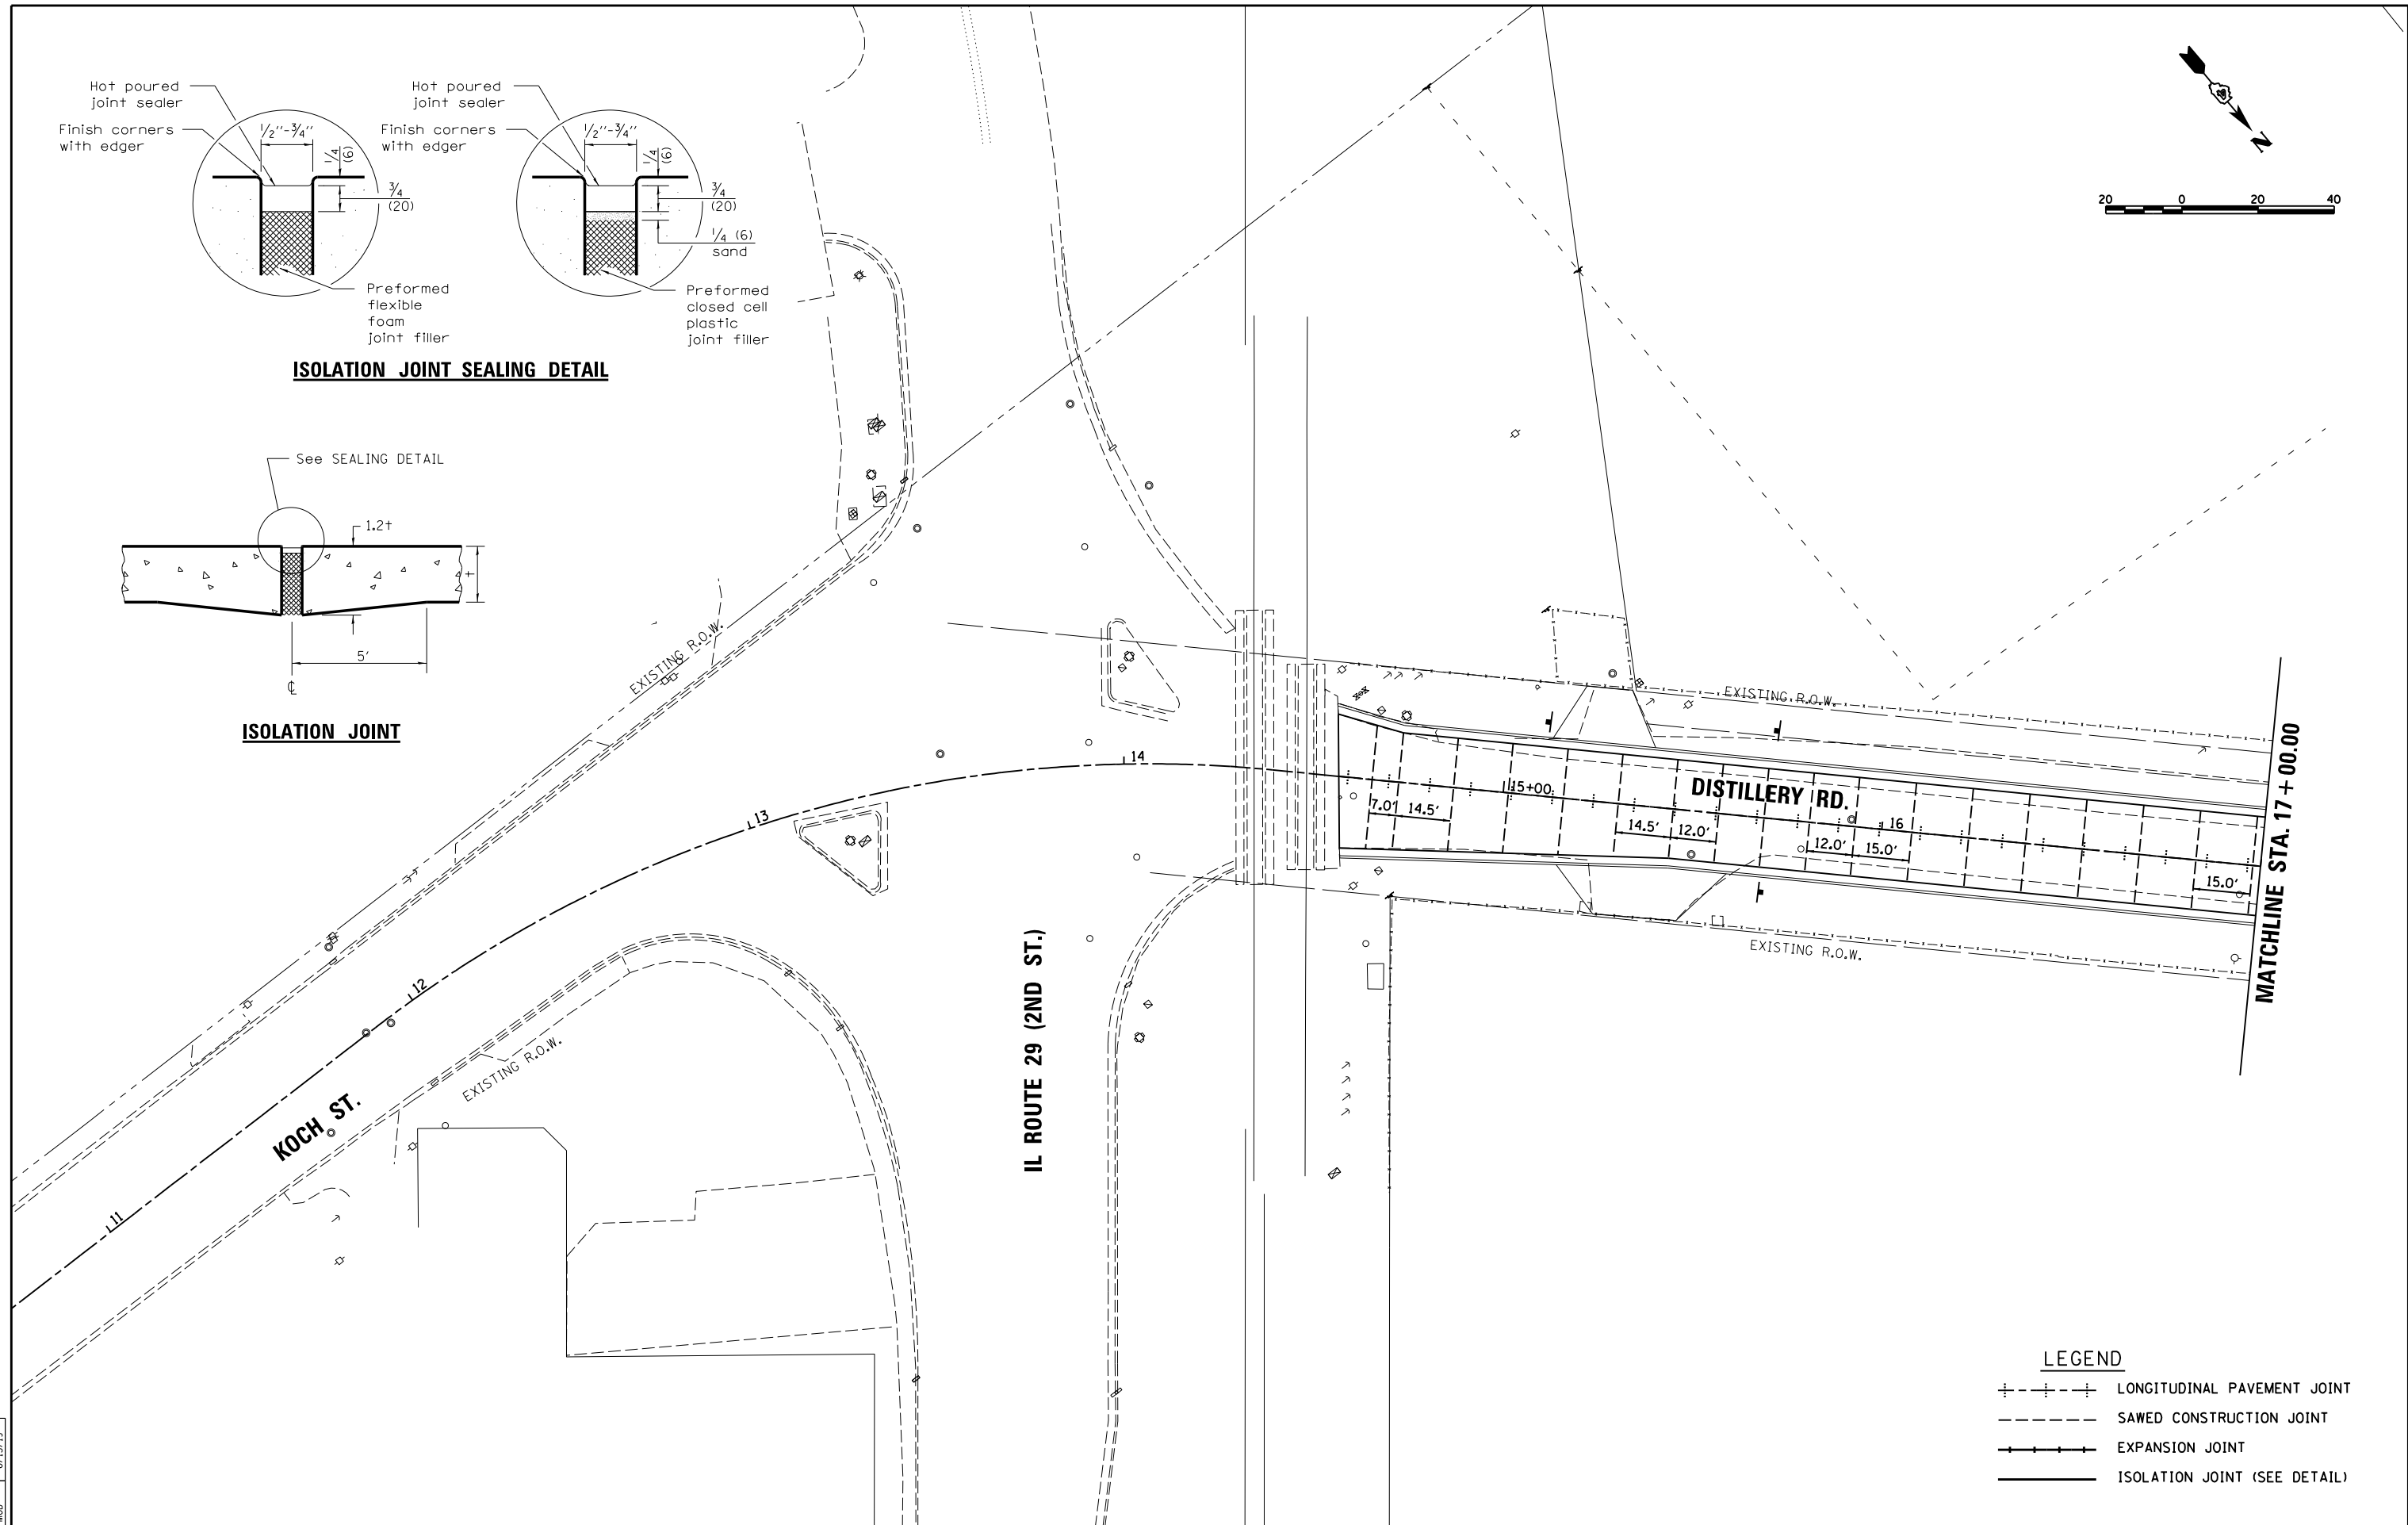 Hot poured
joint sealer
Finish corners
with edger
1/2''-3/4''
1/4
(6)
3/4
(20)
Preformed
flexible
foam
joint filler
Hot poured
joint sealer
Finish corners
with edger
1/2''-3/4''
1/4
(6)
3/4
(20)
1/4 (6)
sand
Preformed
closed cell
plastic
joint filler
ISOLATION JOINT SEALING DETAIL
See SEALING DETAIL
1.2t
t
5'
℄
ISOLATION JOINT
N
20 0 20 40
EXISTING R.O.W.
EXISTING R.O.W.
EXISTING R.O.W.
EXISTING R.O.W.
11
12
13
14
15+00
16
7.0' 14.5'
14.5' 12.0'
12.0' 15.0'
15.0'
DISTILLERY RD.
MATCHLINE STA. 17+00.00
KOCH ST.
IL ROUTE 29 (2ND ST.)
LEGEND
LONGITUDINAL PAVEMENT JOINT
SAWED CONSTRUCTION JOINT
EXPANSION JOINT
ISOLATION JOINT (SEE DETAIL)